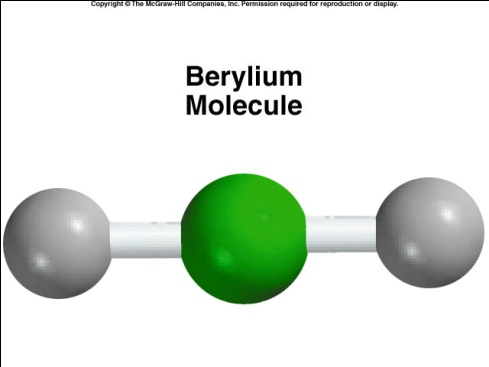 Copyright © The McGraw-Hill Companies, Inc. Permission required for reproduction or display.
Berylium
Molecule